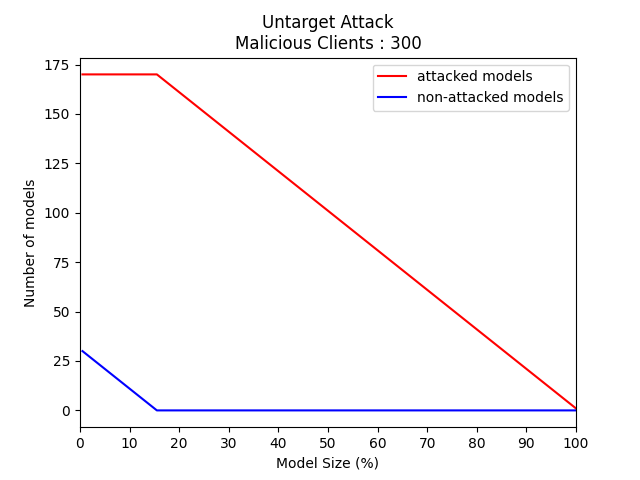 Untarget Attack
Malicious Clients : 300
attacked models
non-attacked models
Number of models
175
150
125
100
75
50
25
0
0 10 20 30 40 50 60 70 80 90 100
Model Size (%)